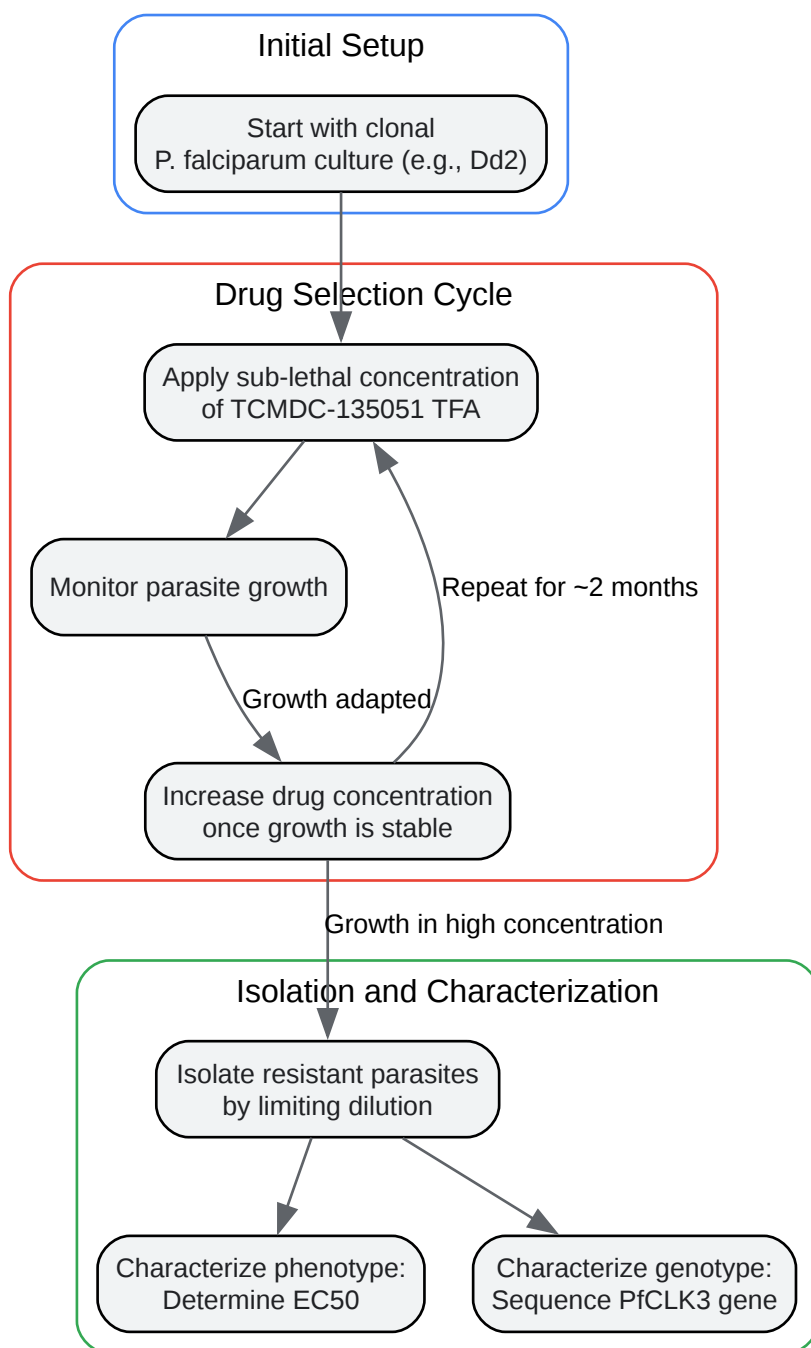 Initial Setup
Start with clonal
P. falciparum culture (e.g., Dd2)
Drug Selection Cycle
Apply sub-lethal concentration
of TCMDC-135051 TFA
Monitor parasite growth
Repeat for ~2 months
Growth adapted
Increase drug concentration
once growth is stable
Growth in high concentration
Isolation and Characterization
Isolate resistant parasites
by limiting dilution
Characterize phenotype:
Determine EC50
Characterize genotype:
Sequence PfCLK3 gene